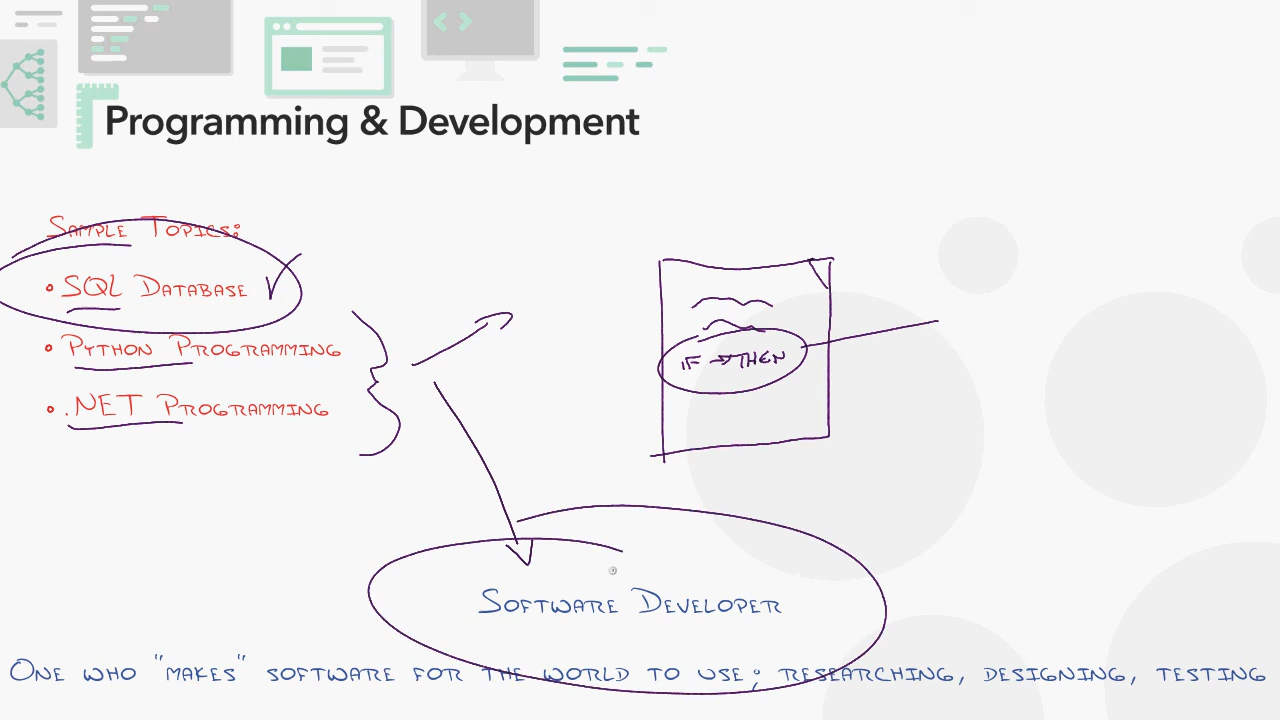 Programming & Development
Sample Topics:
• SQL Database
• Python Programming
• .NET Programming
IF → THEN
Software Developer
One who "makes" software for the world to use; researching, designing, testing